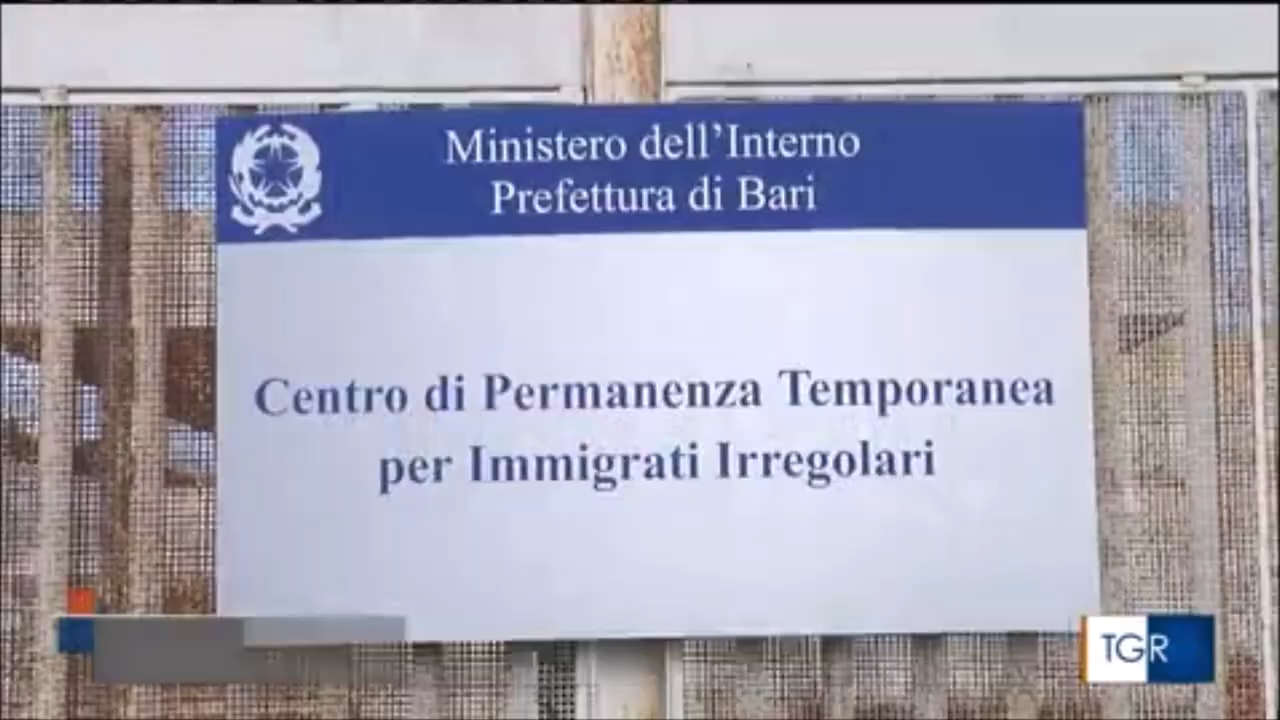 Ministero dell'Interno
Prefettura di Bari
Centro di Permanenza Temporanea
per Immigrati Irregolari
TGR